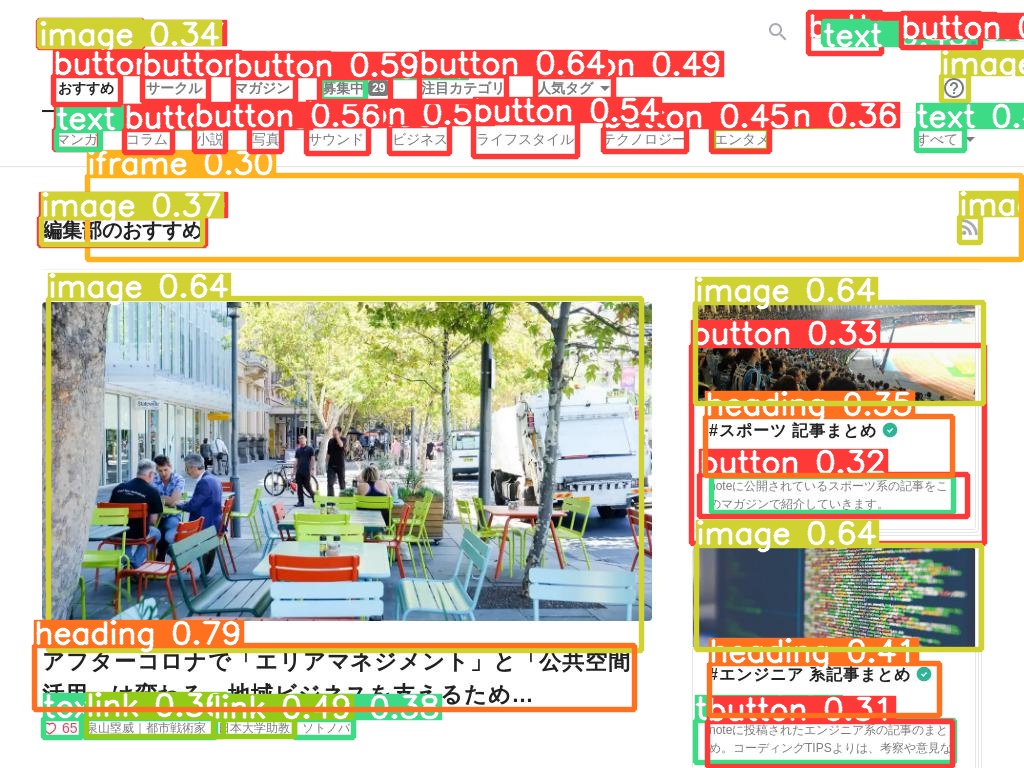 image 0.34
button
text
button
button
button
button 0.59
button 0.64
on 0.49
image
おすすめ
サークル
マガジン
募集中 29
注目カテゴリ
人気タグ
text
button 0.56
n 0.5
button 0.54
button 0.45
n 0.36
text
マンガ
コラム
小説
写真
サウンド
ビジネス
ライフスタイル
テクノロジー
エンタメ
すべて
iframe 0.30
image 0.37
編集部のおすすめ
image 0.64
heading 0.79
アフターコロナで「エリアマネジメント」と「公共空間
活用」は変わる。地域ビジネスを支えるため…
link 0.49
0.38
65
泉山塁威｜都市戦術家
日本大学助教
ソトノバ
image 0.64
button 0.33
heading 0.35
#スポーツ 記事まとめ
button 0.32
noteに公開されているスポーツ系の記事をこ
のマガジンで紹介していきます。
image 0.64
heading 0.41
#エンジニア 系記事まとめ
button 0.31
noteに投稿されたエンジニア系の記事のまと
め。コーディングTIPSよりは、考察や意見な